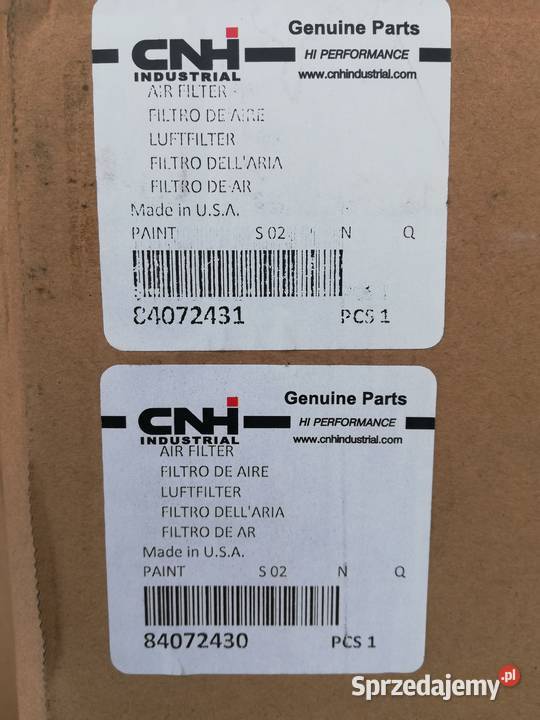 CNH
INDUSTRIAL
Genuine Parts
HI PERFORMANCE
www.cnhindustrial.com
AIR FILTER
FILTRO DE AIRE
LUFTFILTER
FILTRO DELL'ARIA
FILTRO DE AR
Made in U.S.A.
PAINT S 02 N Q
84072431 PCS 1
CNH
INDUSTRIAL
Genuine Parts
HI PERFORMANCE
www.cnhindustrial.com
AIR FILTER
FILTRO DE AIRE
LUFTFILTER
FILTRO DELL'ARIA
FILTRO DE AR
Made in U.S.A.
PAINT S 02 N Q
84072430 PCS 1
Sprzedajemy.pl